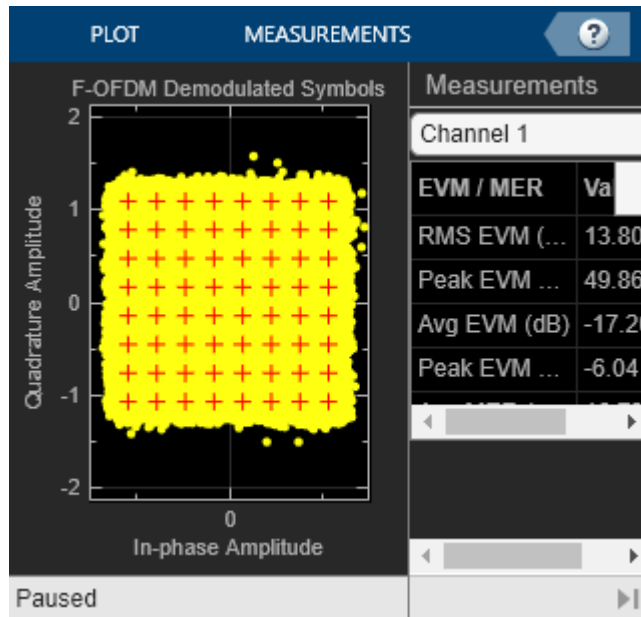 PLOT MEASUREMENTS ?
F-OFDM Demodulated Symbols
2
1
0
-1
-2
Quadrature Amplitude
0
In-phase Amplitude
Measurements
Channel 1
EVM / MER Va
RMS EVM (... 13.80
Peak EVM ... 49.86
Avg EVM (dB) -17.20
Peak EVM ... -6.04
Paused